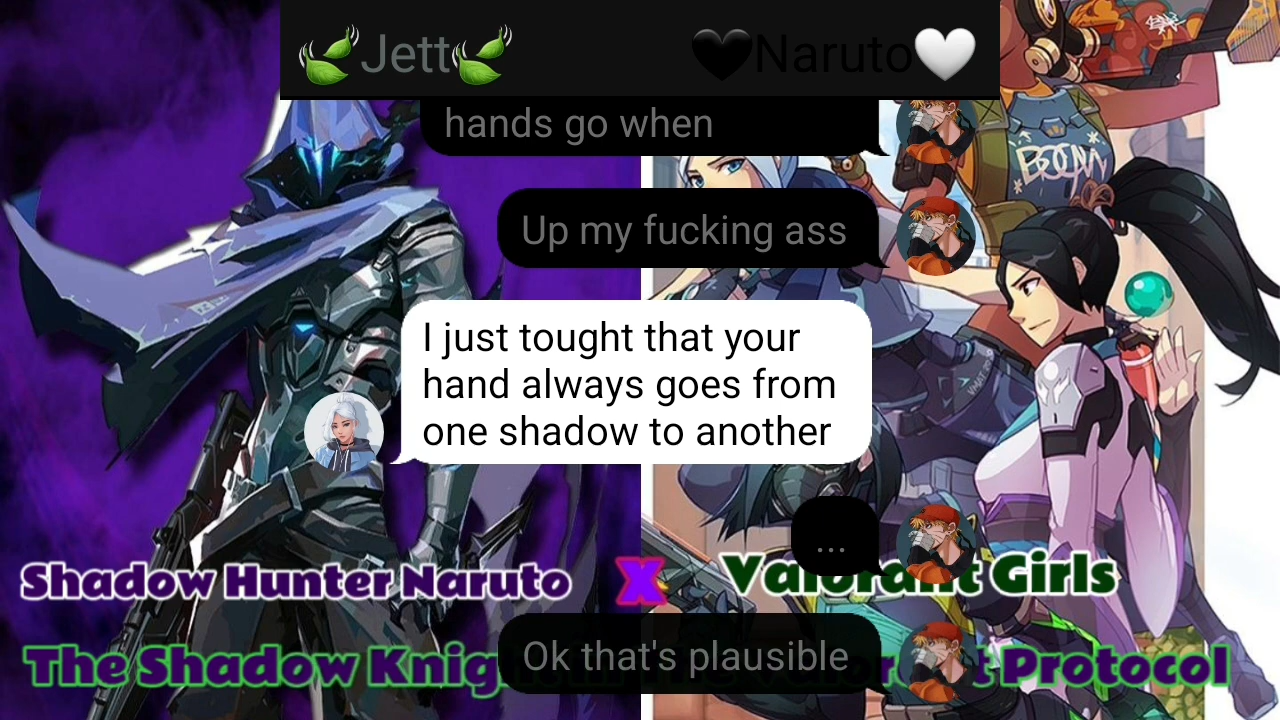 🍃Jett🍃
🖤Naruto🤍
hands go when
Up my fucking ass
I just tought that your
hand always goes from
one shadow to another
...
Ok that's plausible
BOOM
Shadow Hunter Naruto X Valorant Girls
The Shadow Knig t Protocol